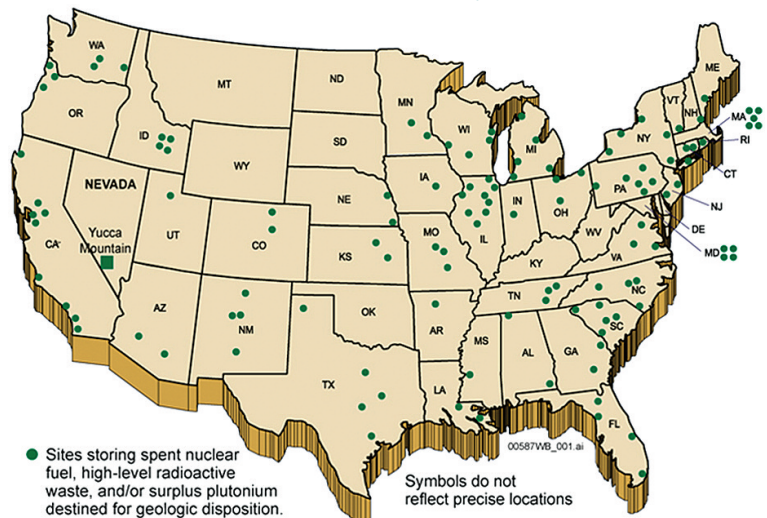 WA
MT
ND
MN
ME
VT
NH
MA
RI
CT
NJ
DE
MD
OR
ID
WY
SD
WI
MI
NY
NEVADA
Yucca
Mountain
CA
UT
CO
NE
KS
IA
MO
IL
IN
OH
PA
WV
VA
KY
TN
NC
SC
AZ
NM
OK
AR
TX
LA
MS
AL
GA
FL
00587WB_001.ai
Sites storing spent nuclear
fuel, high-level radioactive
waste, and/or surplus plutonium
destined for geologic disposition.
Symbols do not
reflect precise locations